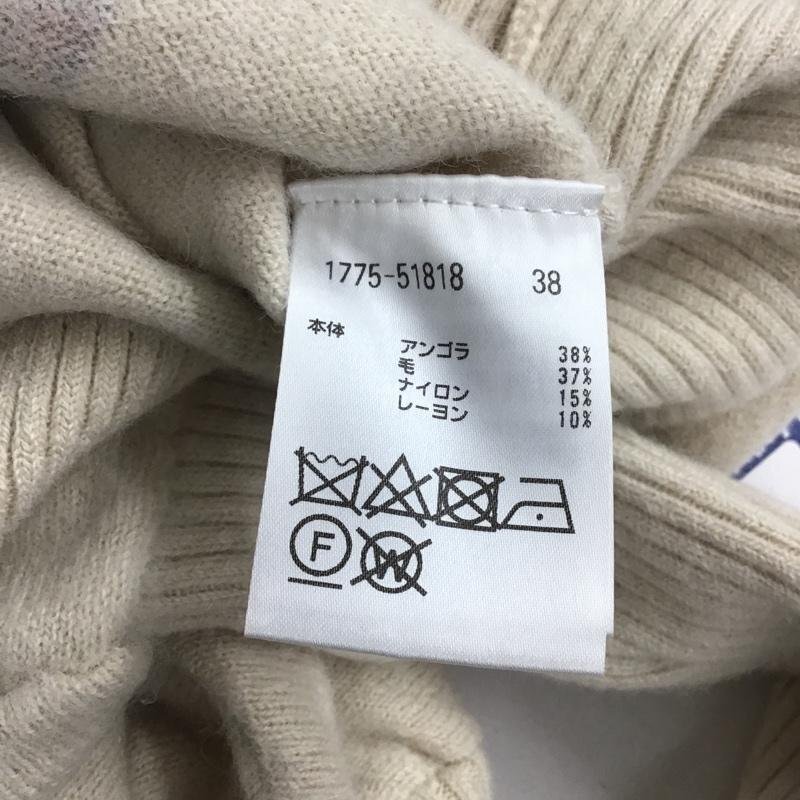 1775-51818 38
本体
アンゴラ 38%
毛 37%
ナイロン 15%
レーヨン 10%
F W